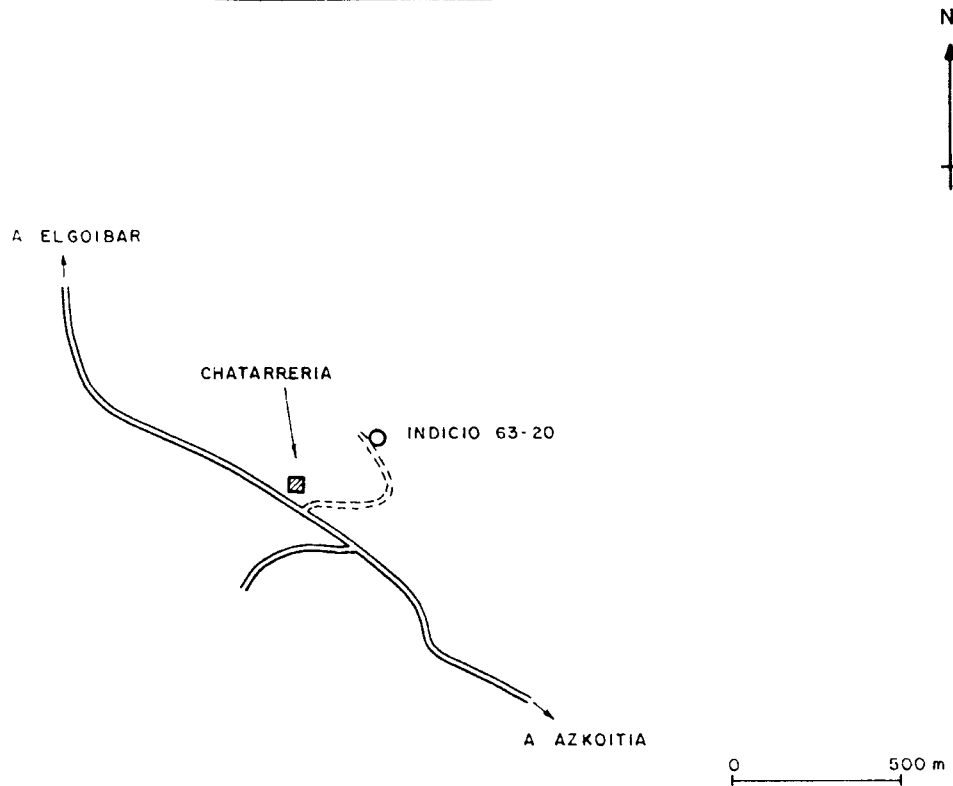 N
A ELGOIBAR
CHATARRERIA
INDICIO 63-20
A AZKOITIA
0 500 m